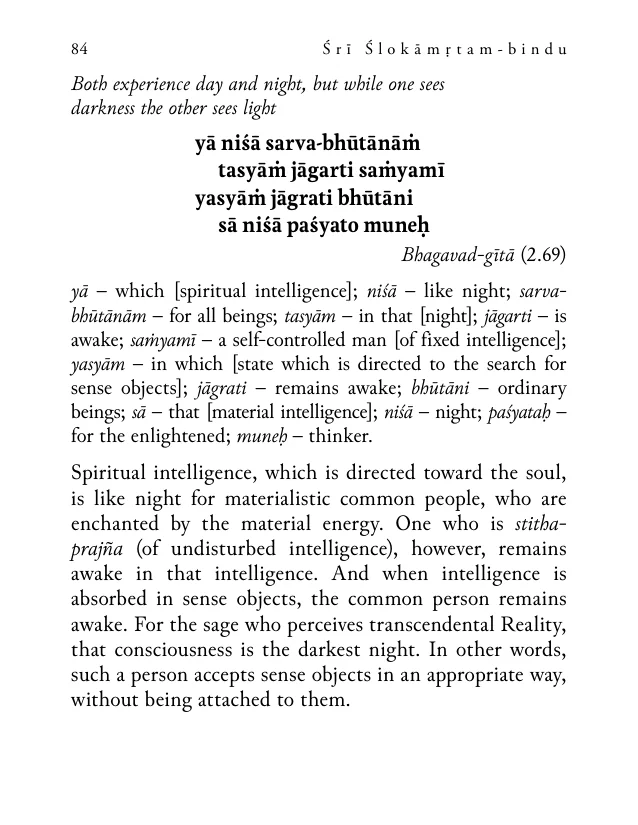 84
Śrī Ślokāmṛtam-bindu
Both experience day and night, but while one sees
darkness the other sees light
yā niśā sarva-bhūtānāṁ
tasyāṁ jāgarti saṁyamī
yasyāṁ jāgrati bhūtāni
sā niśā paśyato muneḥ
Bhagavad-gītā (2.69)
yā – which [spiritual intelligence]; niśā – like night; sarva-
bhūtānām – for all beings; tasyām – in that [night]; jāgarti – is
awake; saṁyamī – a self-controlled man [of fixed intelligence];
yasyām – in which [state which is directed to the search for
sense objects]; jāgrati – remains awake; bhūtāni – ordinary
beings; sā – that [material intelligence]; niśā – night; paśyataḥ –
for the enlightened; muneḥ – thinker.
Spiritual intelligence, which is directed toward the soul,
is like night for materialistic common people, who are
enchanted by the material energy. One who is stitha-
prajña (of undisturbed intelligence), however, remains
awake in that intelligence. And when intelligence is
absorbed in sense objects, the common person remains
awake. For the sage who perceives transcendental Reality,
that consciousness is the darkest night. In other words,
such a person accepts sense objects in an appropriate way,
without being attached to them.